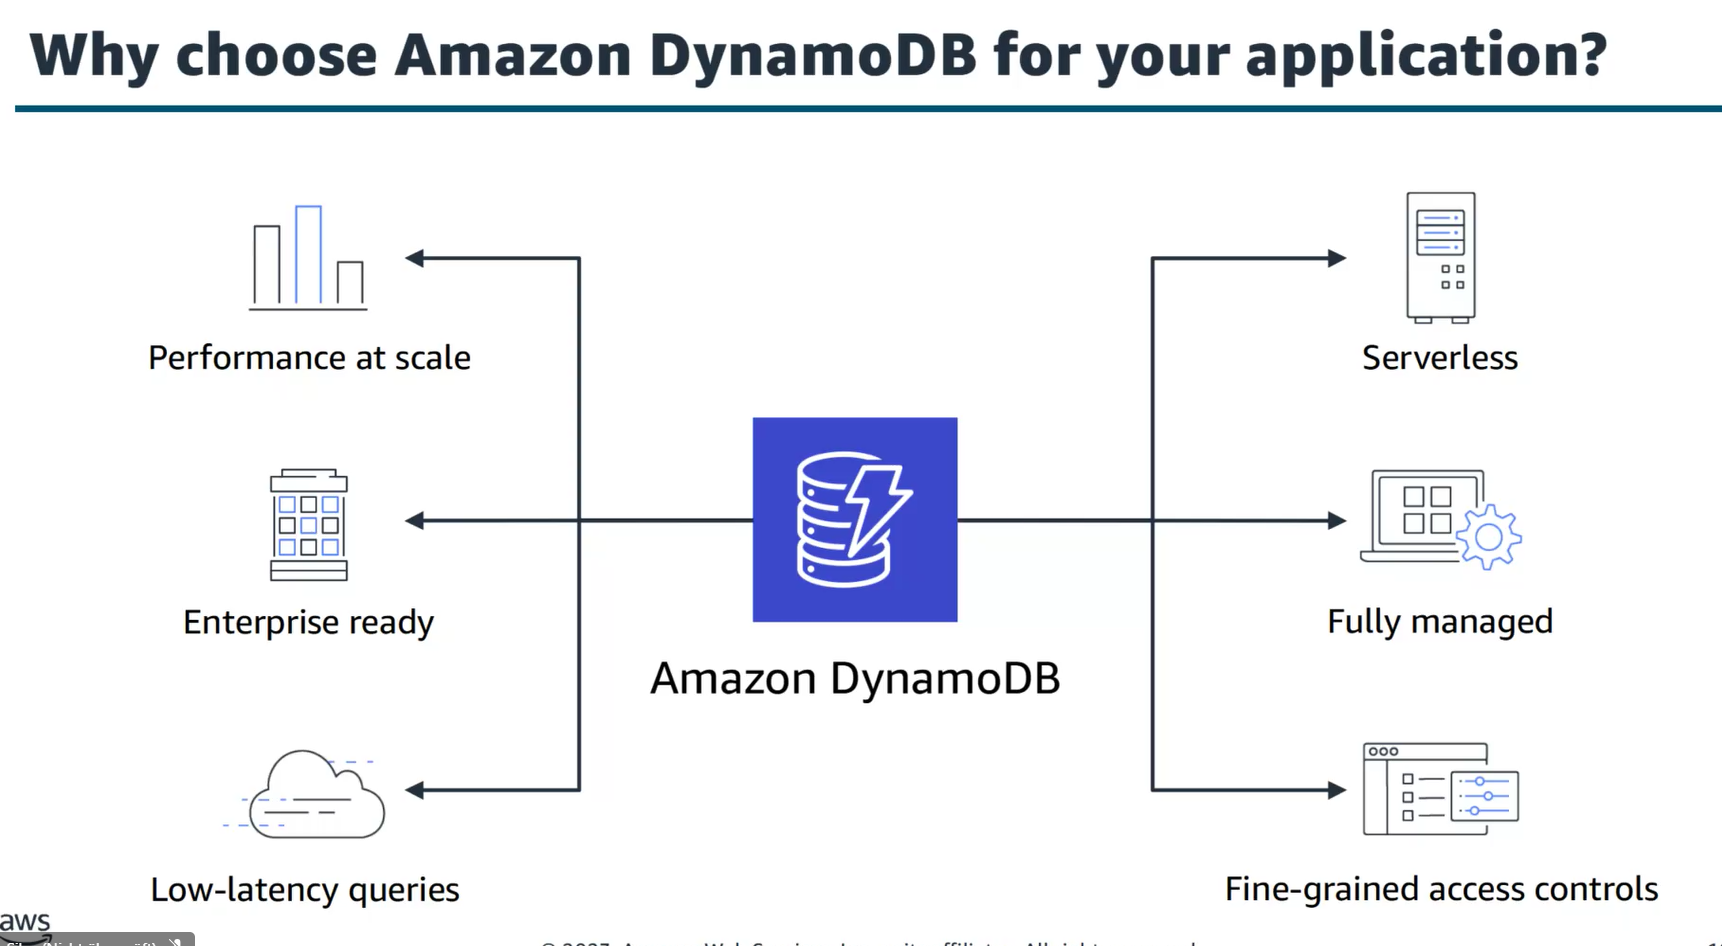 Why choose Amazon DynamoDB for your application?
Performance at scale
Serverless
Enterprise ready
Fully managed
Amazon DynamoDB
Low-latency queries
Fine-grained access controls
aws